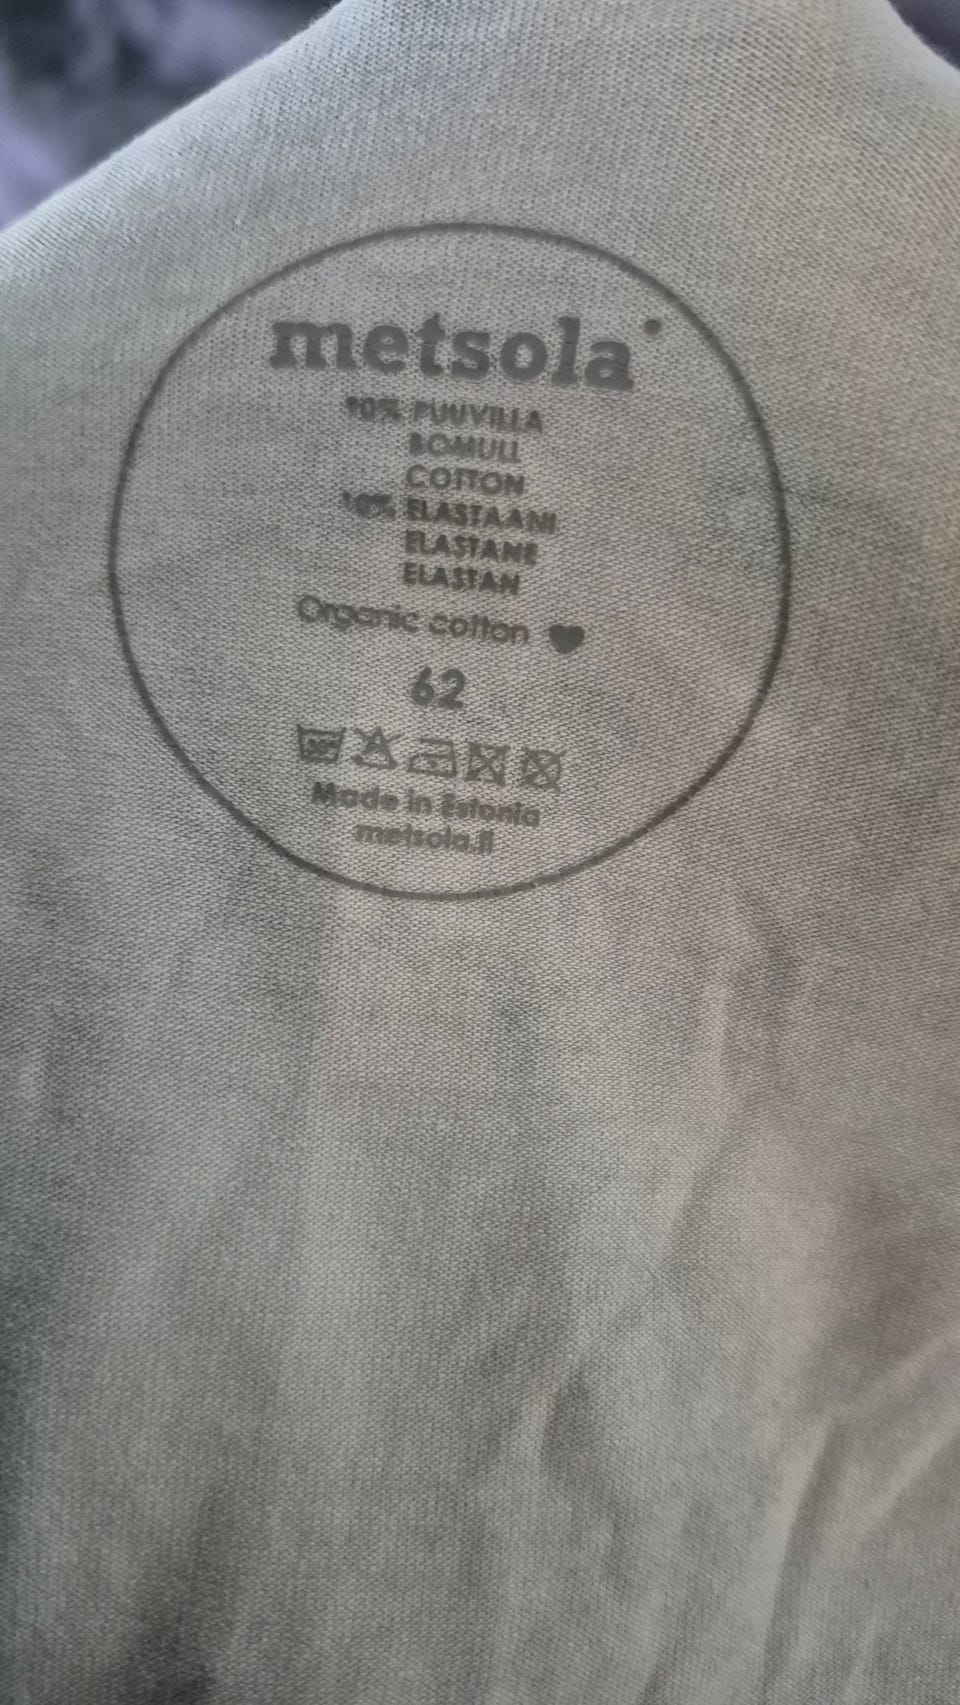 metsola
90% PUUVILLA
BOMULL
COTTON
10% ELASTAANI
ELASTANE
ELASTAN
Organic cotton
62
Made in Estonia
metsola.fi